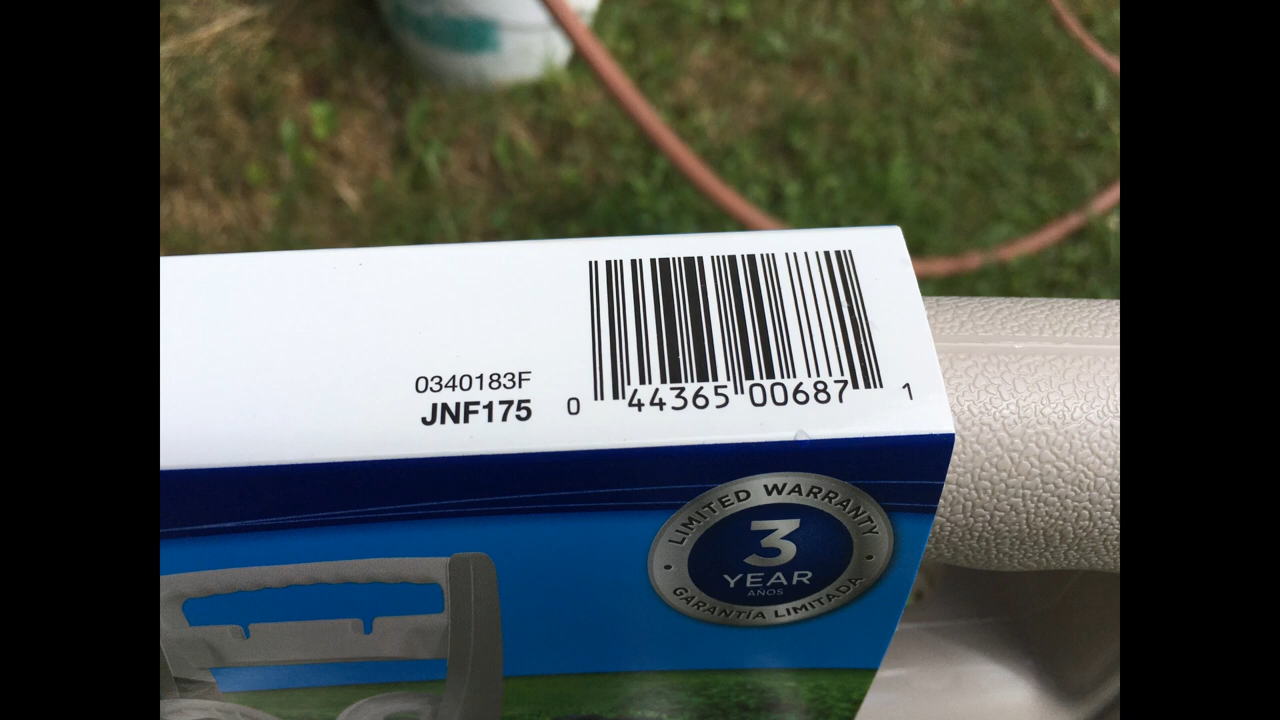 0340183F
JNF175
0 44365 00687 1
LIMITED WARRANTY
3
YEAR
AÑOS
GARANTÍA LIMITADA